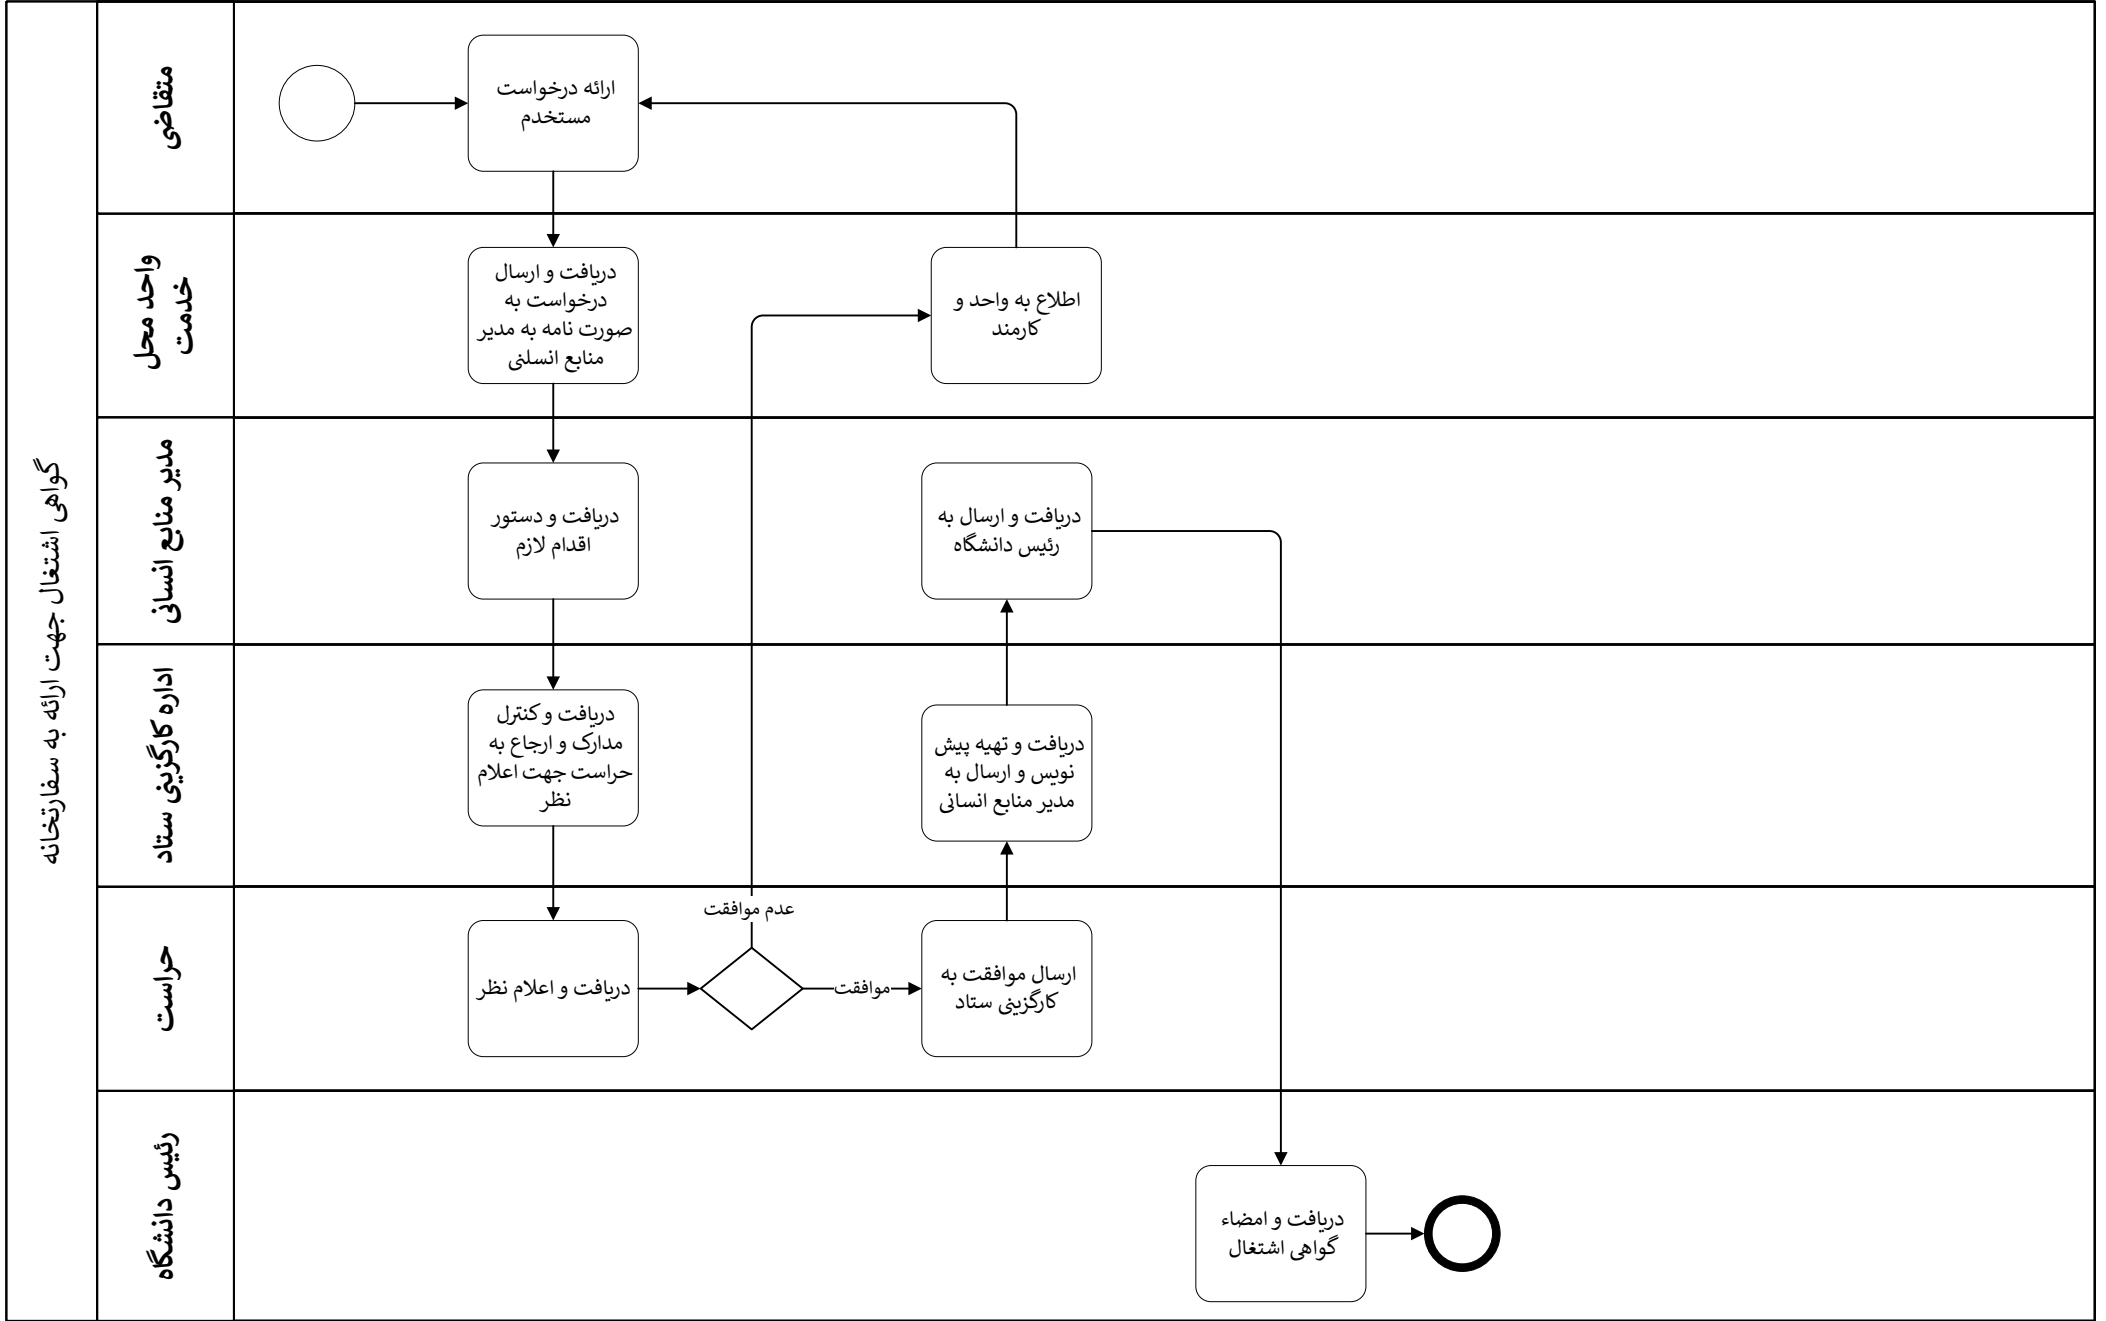 گواهی اشتغال جهت ارائه به سفارتخانه
متقاضی
ارائه درخواست
مستخدم
واحد محل
خدمت
دریافت و ارسال
درخواست به
صورت نامه به مدیر
منابع انسلنی
اطلاع به واحد و
کارمند
مدیر منابع انسانی
دریافت و دستور
اقدام لازم
دریافت و ارسال به
رئیس دانشگاه
اداره کارگزینی ستاد
دریافت و کنترل
مدارک و ارجاع به
حراست جهت اعلام
نظر
دریافت و تهیه پیش
نویس و ارسال به
مدیر منابع انسانی
حراست
دریافت و اعلام نظر
عدم موافقت
موافقت
ارسال موافقت به
کارگزینی ستاد
رئیس دانشگاه
دریافت و امضاء
گواهی اشتغال